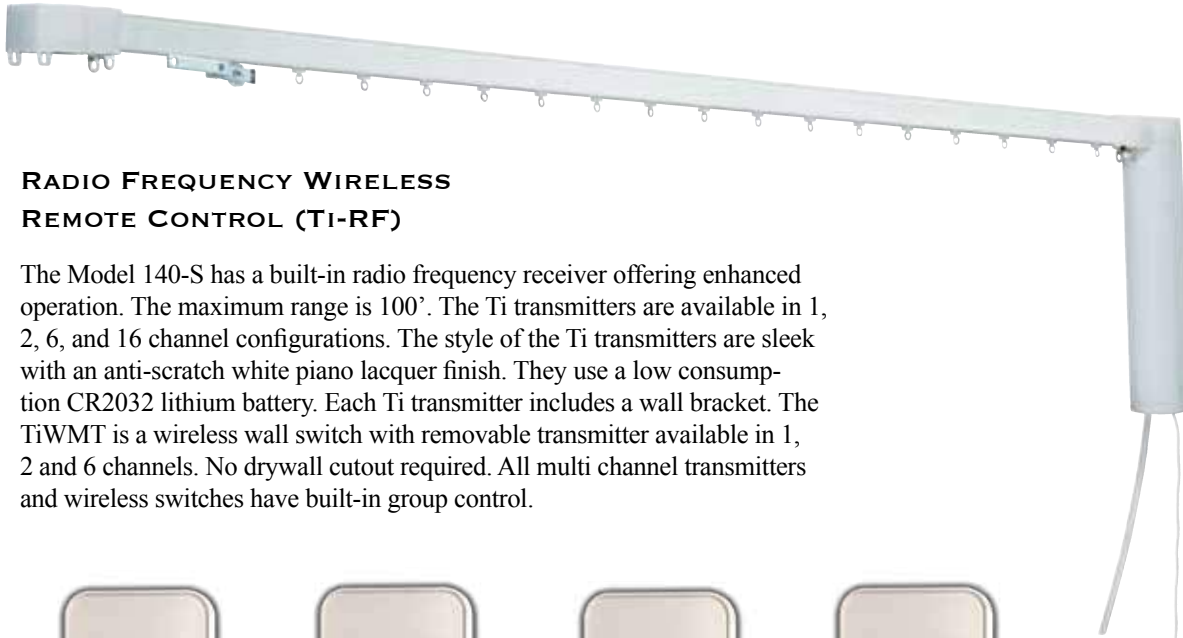 Radio Frequency Wireless
Remote Control (Ti-RF)
The Model 140-S has a built-in radio frequency receiver offering enhanced
operation. The maximum range is 100’. The Ti transmitters are available in 1,
2, 6, and 16 channel configurations. The style of the Ti transmitters are sleek
with an anti-scratch white piano lacquer finish. They use a low consump-
tion CR2032 lithium battery. Each Ti transmitter includes a wall bracket. The
TiWMT is a wireless wall switch with removable transmitter available in 1,
2 and 6 channels. No drywall cutout required. All multi channel transmitters
and wireless switches have built-in group control.